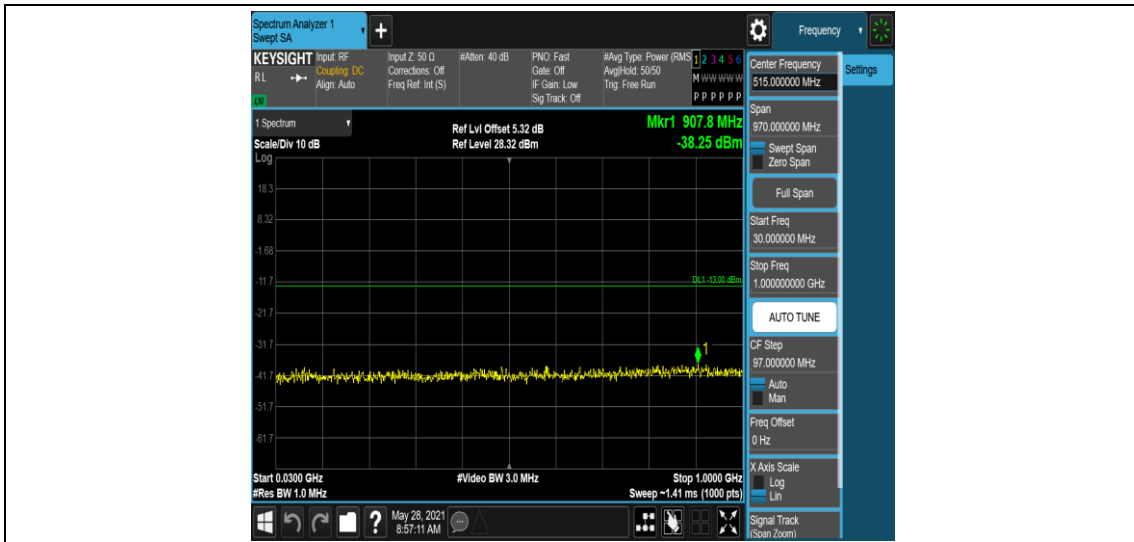 Spectrum Analyzer 1
Swept SA
+
Frequency
KEYSIGHT
RL
LXI
Input: RF
Coupling: DC
Align: Auto
Input Z: 50 Ω
Corrections: Off
Freq Ref: Int (S)
#Atten: 40 dB
PNO: Fast
Gate: Off
IF Gain: Low
Sig Track: Off
#Avg Type: Power (RMS
Avg|Hold: 50/50
Trig: Free Run
1 2 3 4 5 6
M W W W W W
P P P P P P
1 Spectrum
Scale/Div 10 dB
Ref Lvl Offset 5.32 dB
Ref Level 28.32 dBm
Mkr1 907.8 MHz
-38.25 dBm
Log
18.3
8.32
-1.68
-11.7
DL1 -13.00 dBm
-21.7
-31.7
1
-41.7
-51.7
-61.7
Start 0.0300 GHz
#Video BW 3.0 MHz
Stop 1.0000 GHz
#Res BW 1.0 MHz
Sweep ~1.41 ms (1000 pts)
?
May 28, 2021
8:57:11 AM
Center Frequency
515.000000 MHz
Settings
Span
970.000000 MHz
Swept Span
Zero Span
Full Span
Start Freq
30.000000 MHz
Stop Freq
1.000000000 GHz
AUTO TUNE
CF Step
97.000000 MHz
Auto
Man
Freq Offset
0 Hz
X Axis Scale
Log
Lin
Signal Track
(Span Zoom)